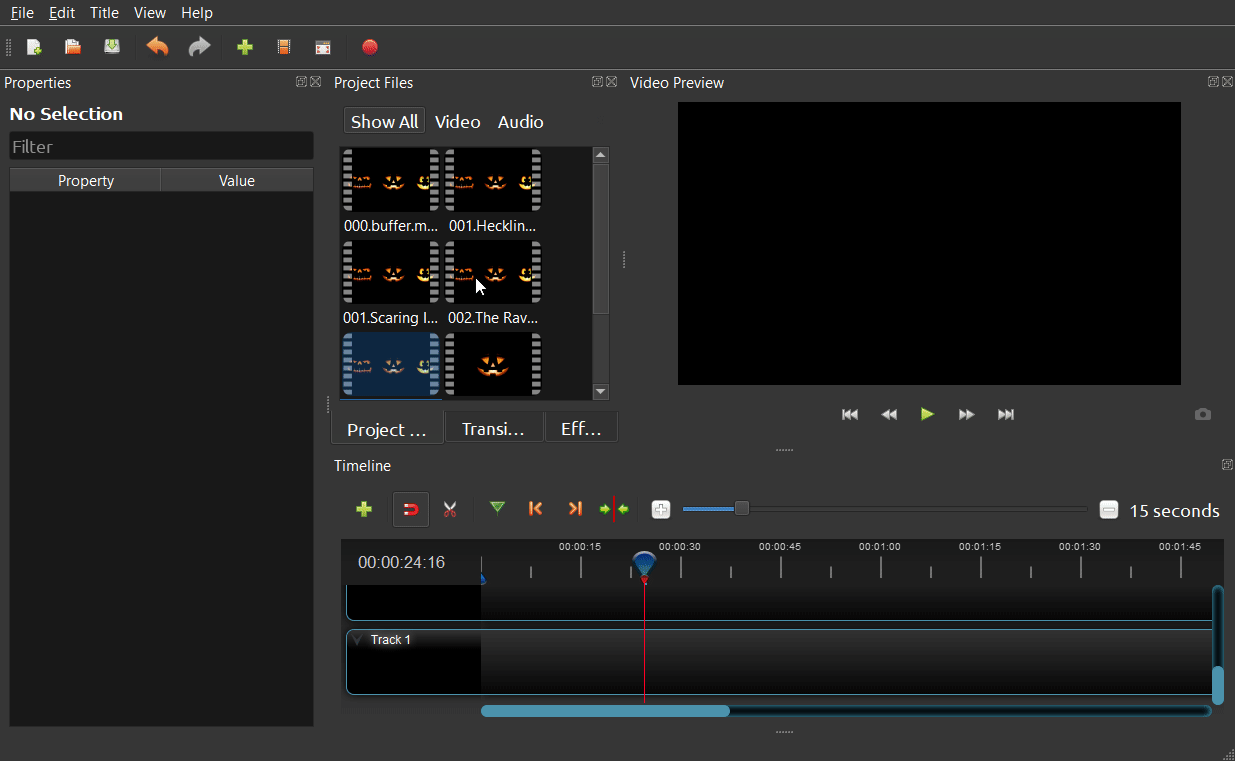 File Edit Title View Help
Properties
Project Files
Video Preview
No Selection
Filter
Property Value
Show All Video Audio
000.buffer.m... 001.Hecklin...
001.Scaring I... 002.The Rav...
Project ... Transi... Eff...
Timeline
15 seconds
00:00:24:16
00:00:15 00:00:30 00:00:45 00:01:00 00:01:15 00:01:30 00:01:45
Track 1